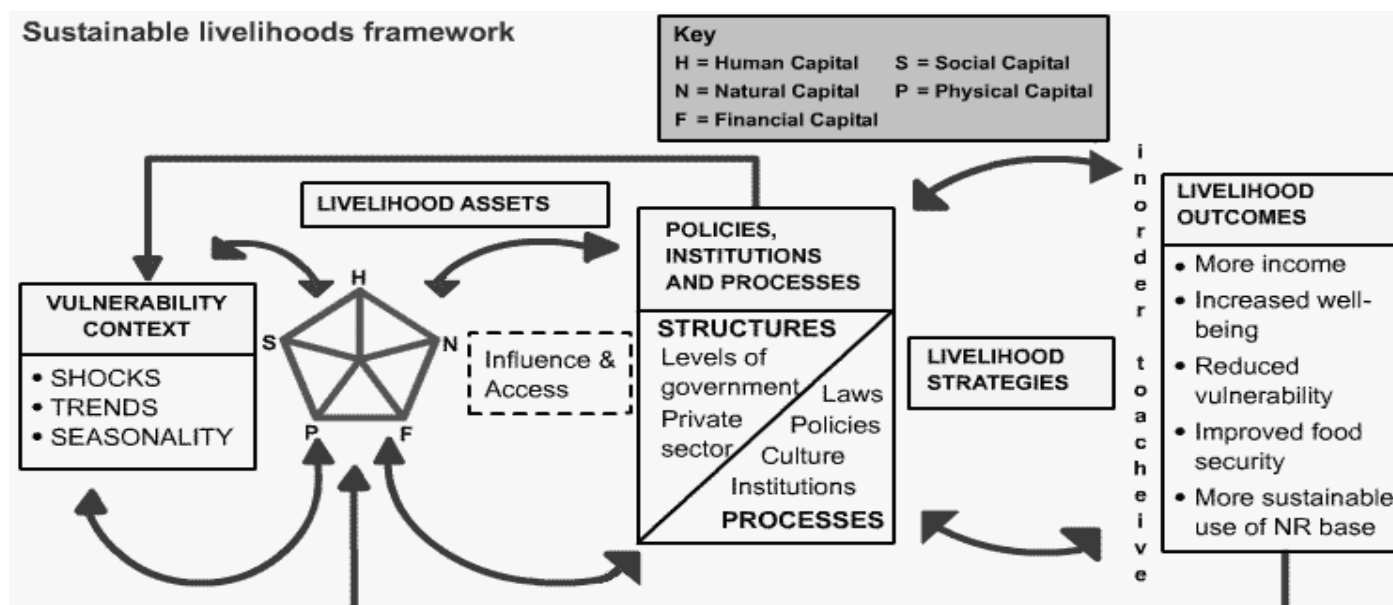 Sustainable livelihoods framework
Key
H = Human Capital S = Social Capital
N = Natural Capital P = Physical Capital
F = Financial Capital
LIVELIHOOD ASSETS
H
S
N
P
F
VULNERABILITY
CONTEXT
• SHOCKS
• TRENDS
• SEASONALITY
Influence &
Access
POLICIES,
INSTITUTIONS
AND PROCESSES
STRUCTURES
Levels of
government
Private
sector
Laws
Policies
Culture
Institutions
PROCESSES
LIVELIHOOD
STRATEGIES
inorder toacheive
LIVELIHOOD
OUTCOMES
• More income
• Increased well-
being
• Reduced
vulnerability
• Improved food
security
• More sustainable
use of NR base